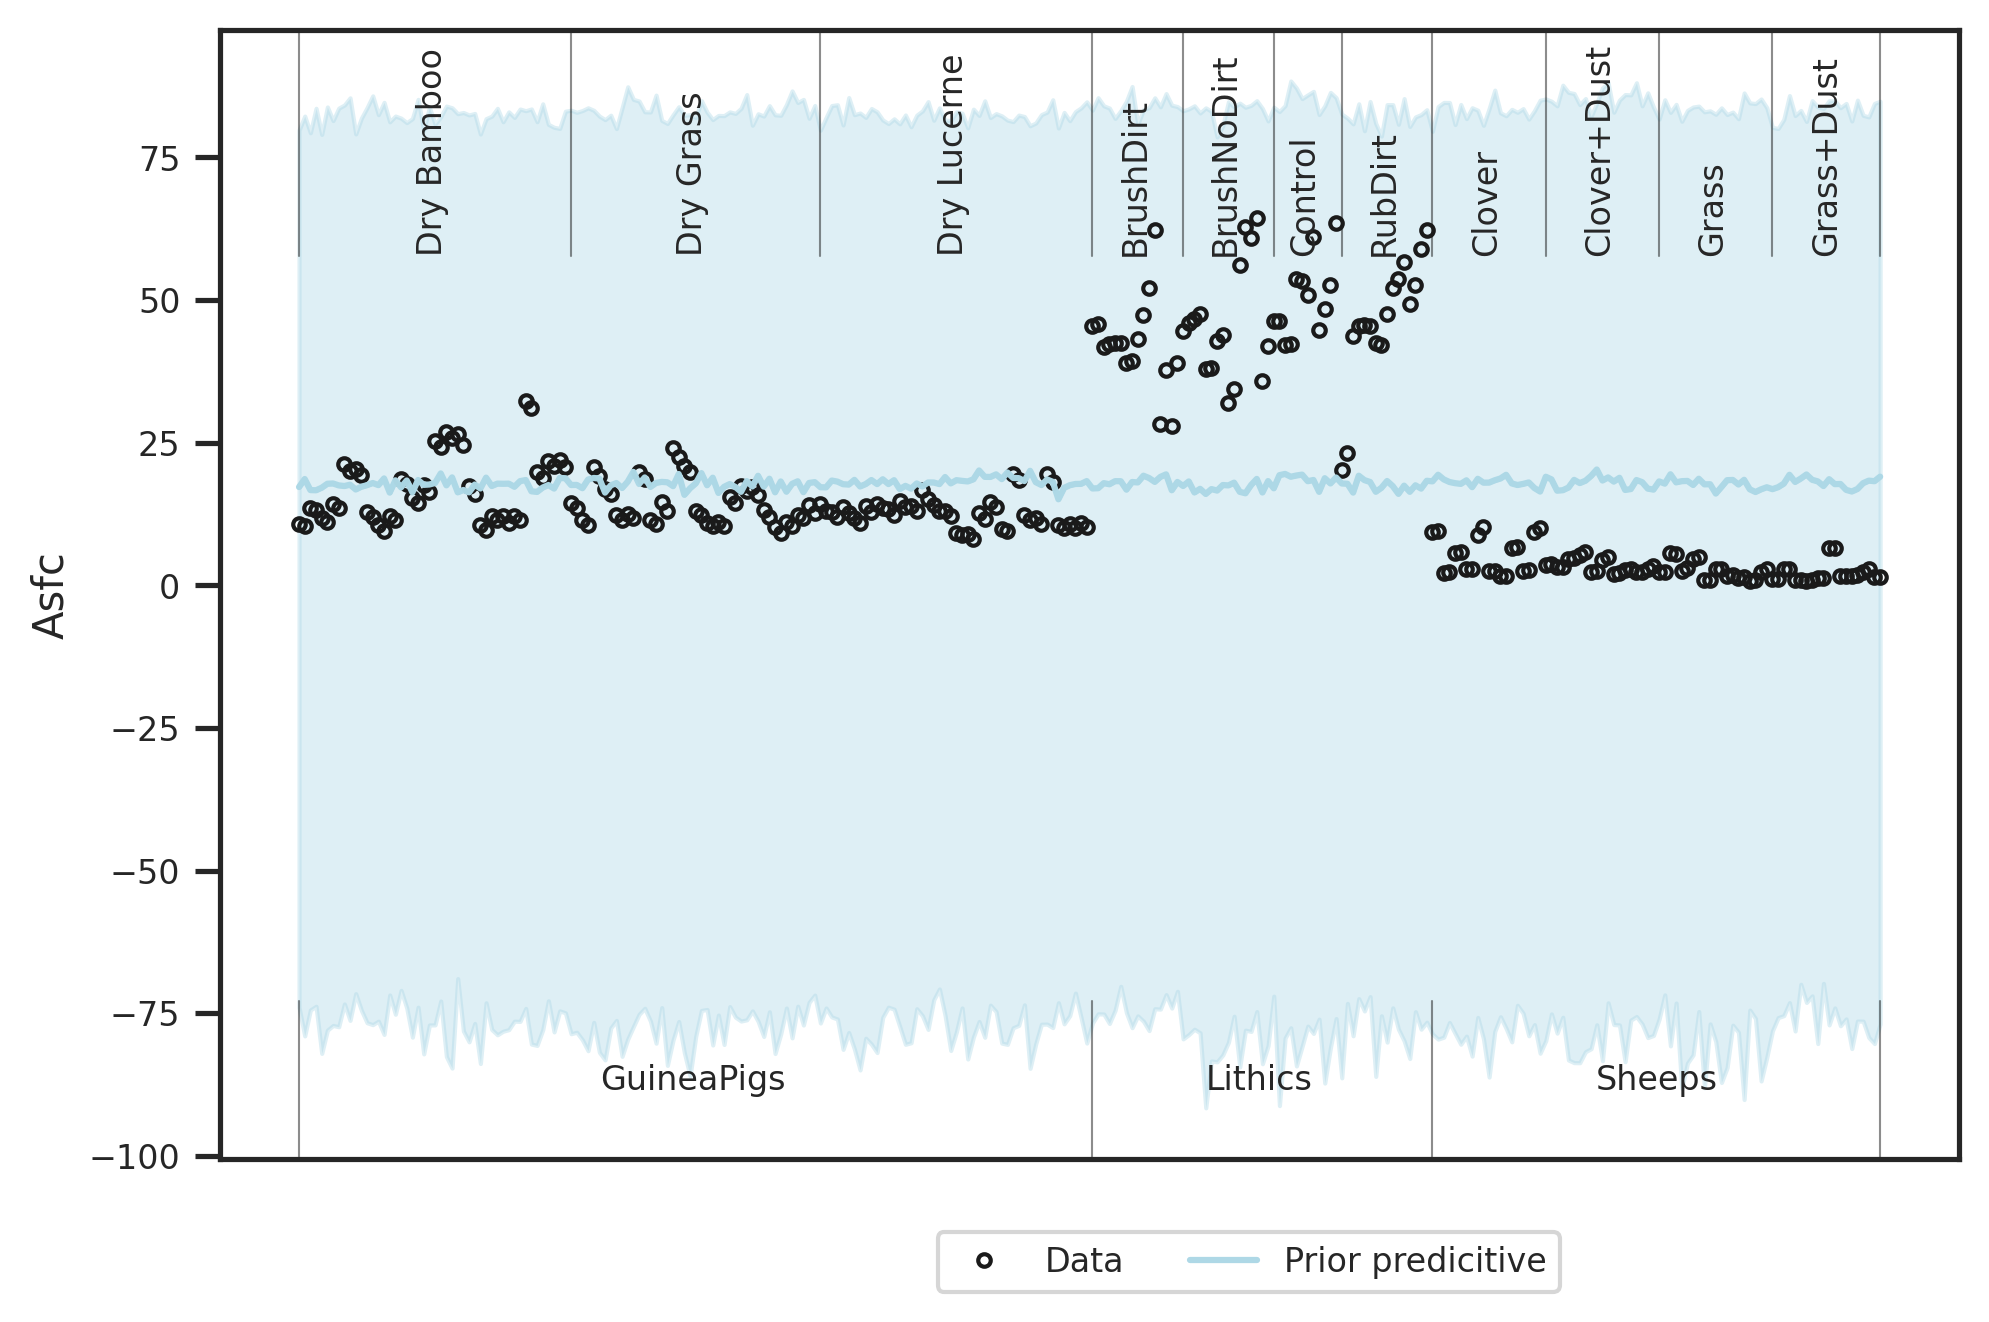 Dry Bamboo
Dry Grass
Dry Lucerne
BrushDirt
BrushNoDirt
Control
RubDirt
Clover
Clover+Dust
Grass
Grass+Dust
75
50
25
0
−25
−50
−75
−100
Asfc
GuineaPigs
Lithics
Sheeps
Data
Prior predicitive